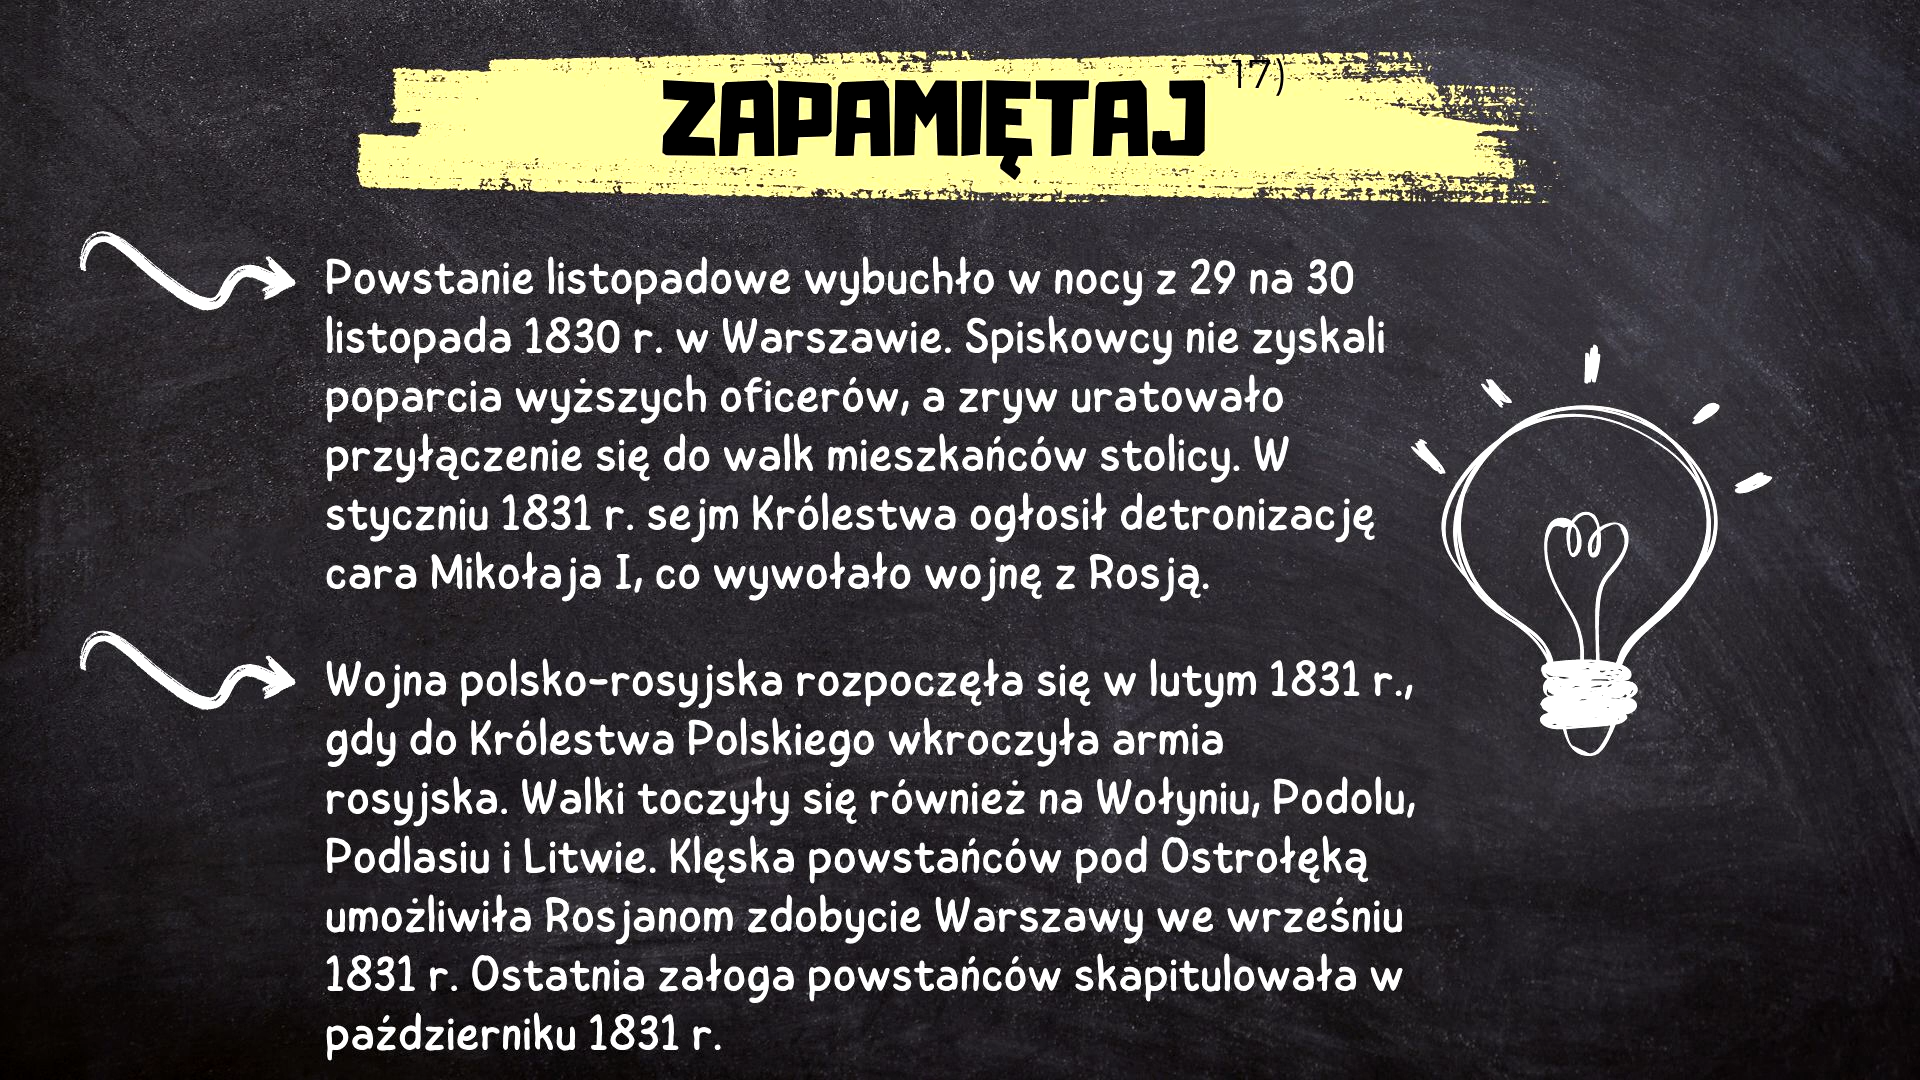 ZAPAMIĘTAJ 17)
Powstanie listopadowe wybuchło w nocy z 29 na 30
listopada 1830 r. w Warszawie. Spiskowcy nie zyskali
poparcia wyższych oficerów, a zryw uratowało
przyłączenie się do walk mieszkańców stolicy. W
styczniu 1831 r. sejm Królestwa ogłosił detronizację
cara Mikołaja I, co wywołało wojnę z Rosją.
Wojna polsko-rosyjska rozpoczęła się w lutym 1831 r.,
gdy do Królestwa Polskiego wkroczyła armia
rosyjska. Walki toczyły się również na Wołyniu, Podolu,
Podlasiu i Litwie. Klęska powstańców pod Ostrołęką
umożliwiła Rosjanom zdobycie Warszawy we wrześniu
1831 r. Ostatnia załoga powstańców skapitulowała w
październiku 1831 r.